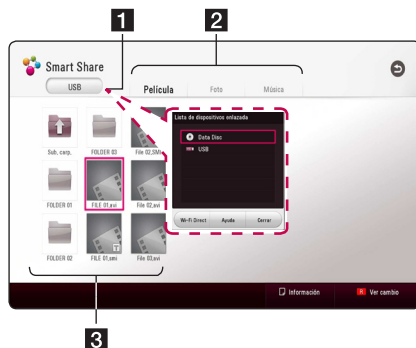 1
2
Smart Share
USB
Película
Foto
Música
Lista de dispositivos enlazada
Data Disc
USB
Sub, carp.
FOLDER 03
File 02,SMI
FOLDER 01
FILE 01,avi
File 02,avi
Wi-Fi Direct
Ayuda
Cerrar
FOLDER 02
T
FILE 01,smi
File 03,avi
Información
R
Ver cambio
3